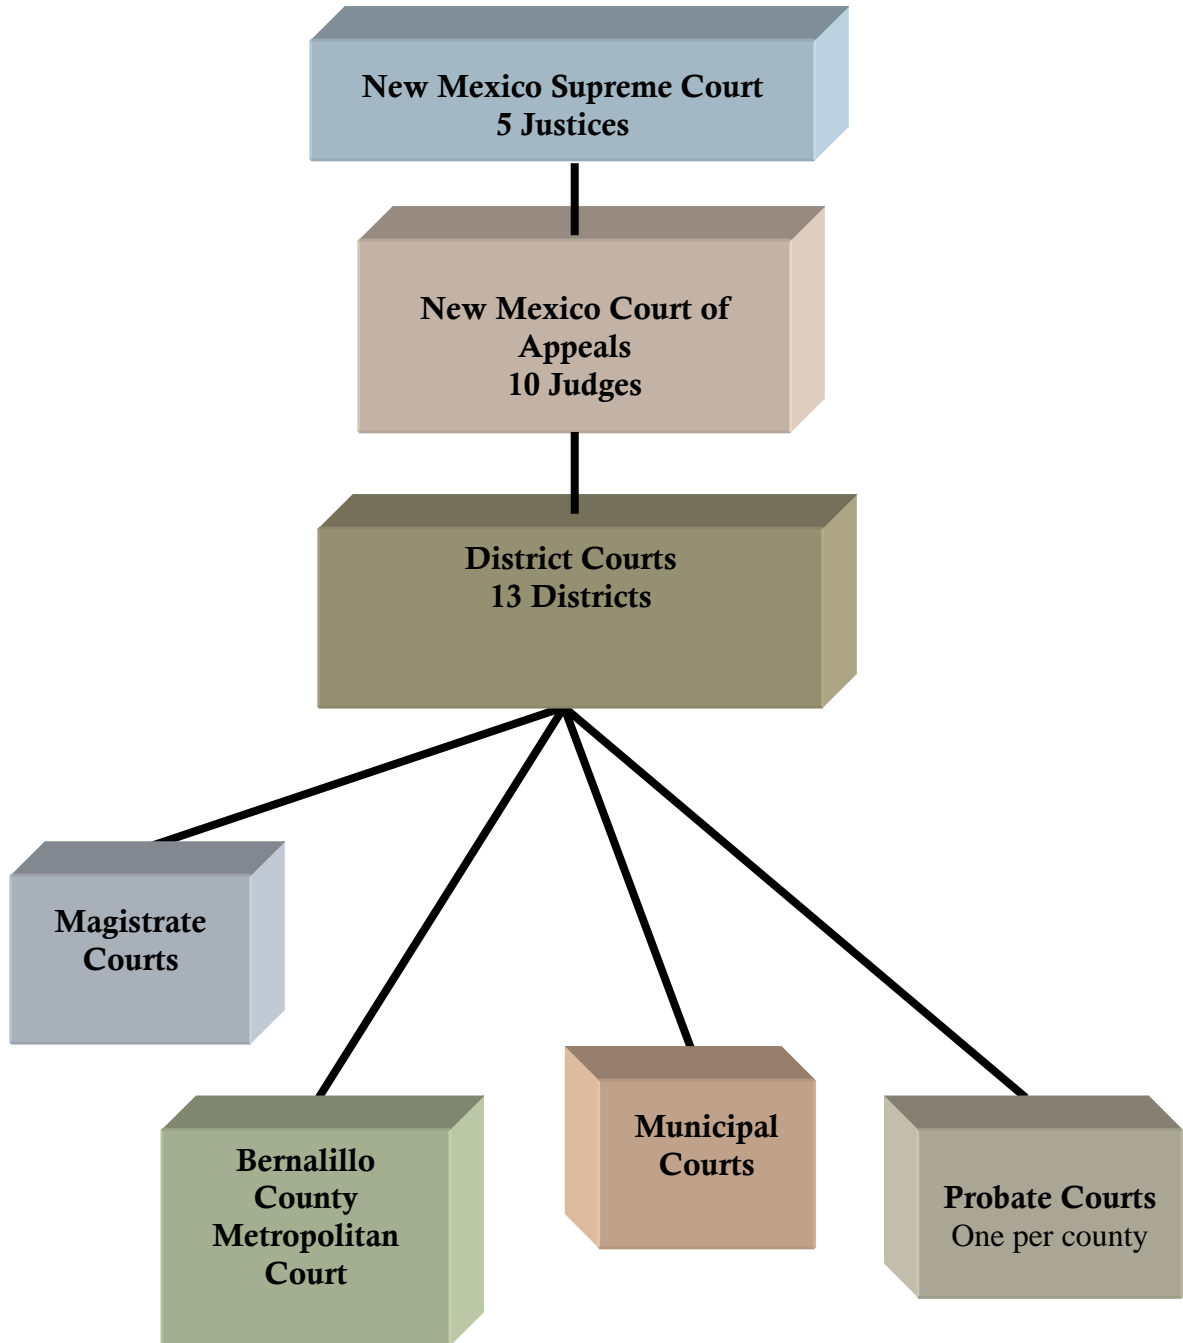 New Mexico Supreme Court
5 Justices
New Mexico Court of
Appeals
10 Judges
District Courts
13 Districts
Magistrate
Courts
Bernalillo
County
Metropolitan
Court
Municipal
Courts
Probate Courts
One per county